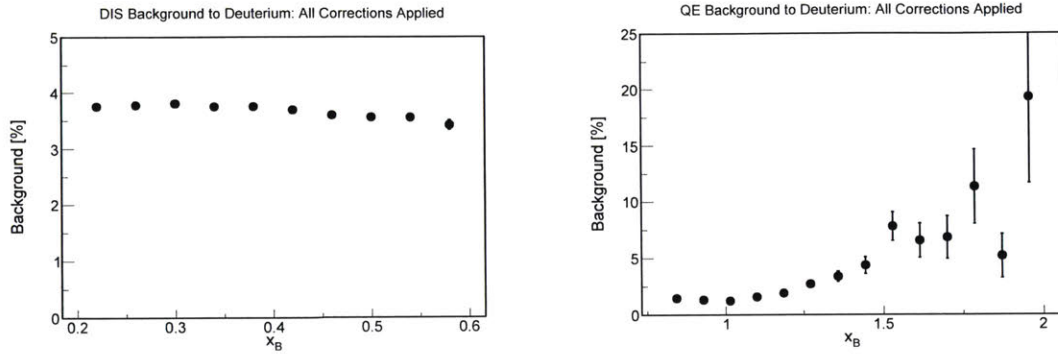 DIS Background to Deuterium: All Corrections Applied
5
4
3
2
1
0
0.2 0.3 0.4 0.5 0.6
Background [%]
x_B
QE Background to Deuterium: All Corrections Applied
25
20
15
10
5
0
1 1.5 2
Background [%]
x_B